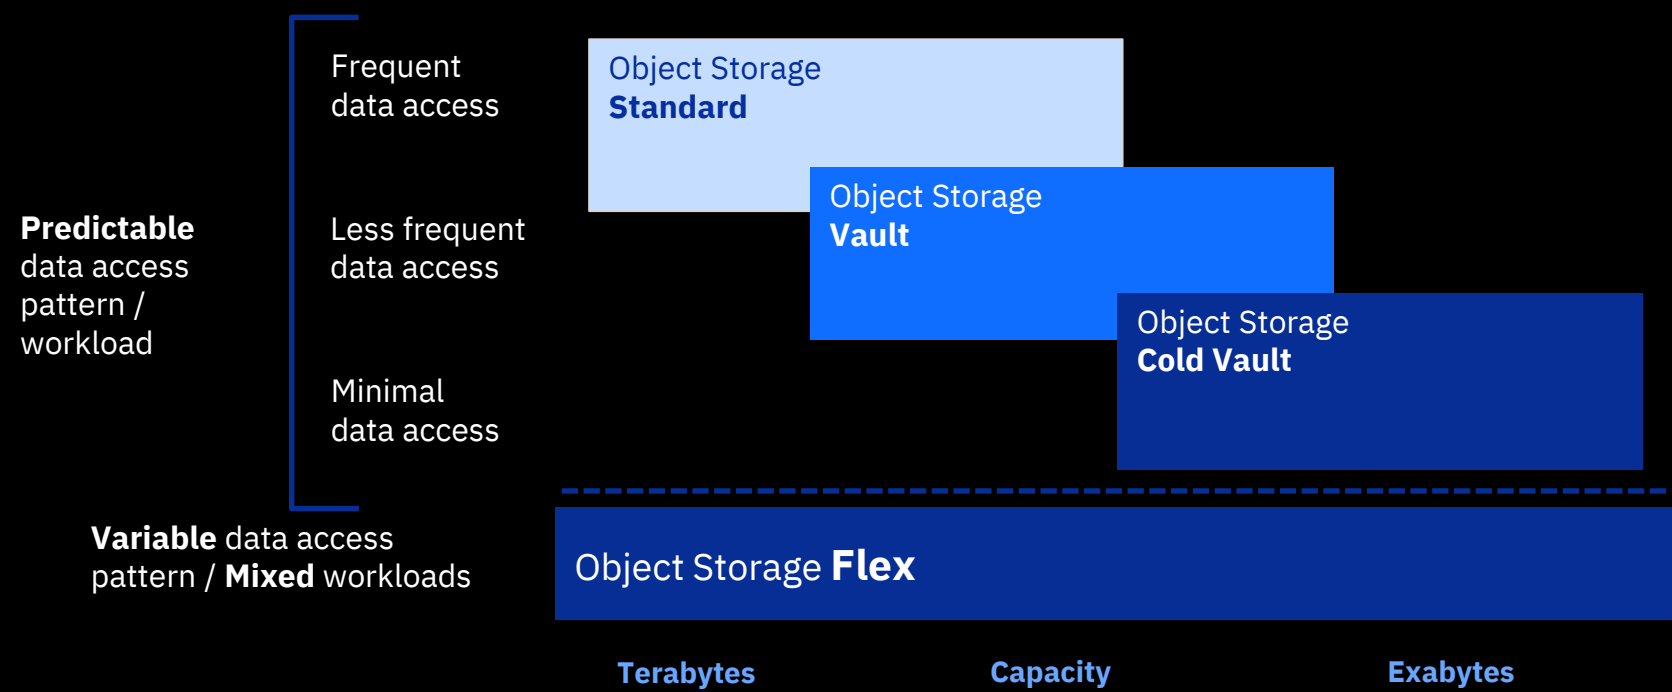 Frequent
data access
Object Storage
Standard
Predictable
data access
pattern /
workload
Less frequent
data access
Object Storage
Vault
Minimal
data access
Object Storage
Cold Vault
Variable data access
pattern / Mixed workloads
Object Storage Flex
Terabytes
Capacity
Exabytes